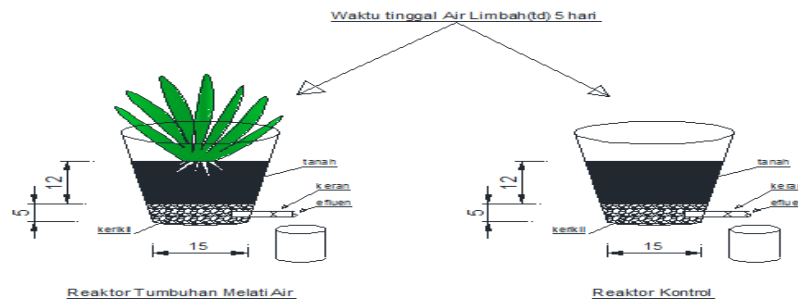 Waktu tinggal Air Limbah(td) 5 hari
tanah
keran
efluen
kerikil
12
5
15
Reaktor Tumbuhan Melati Air
tanah
keran
efluen
kerikil
12
5
15
Reaktor Kontrol